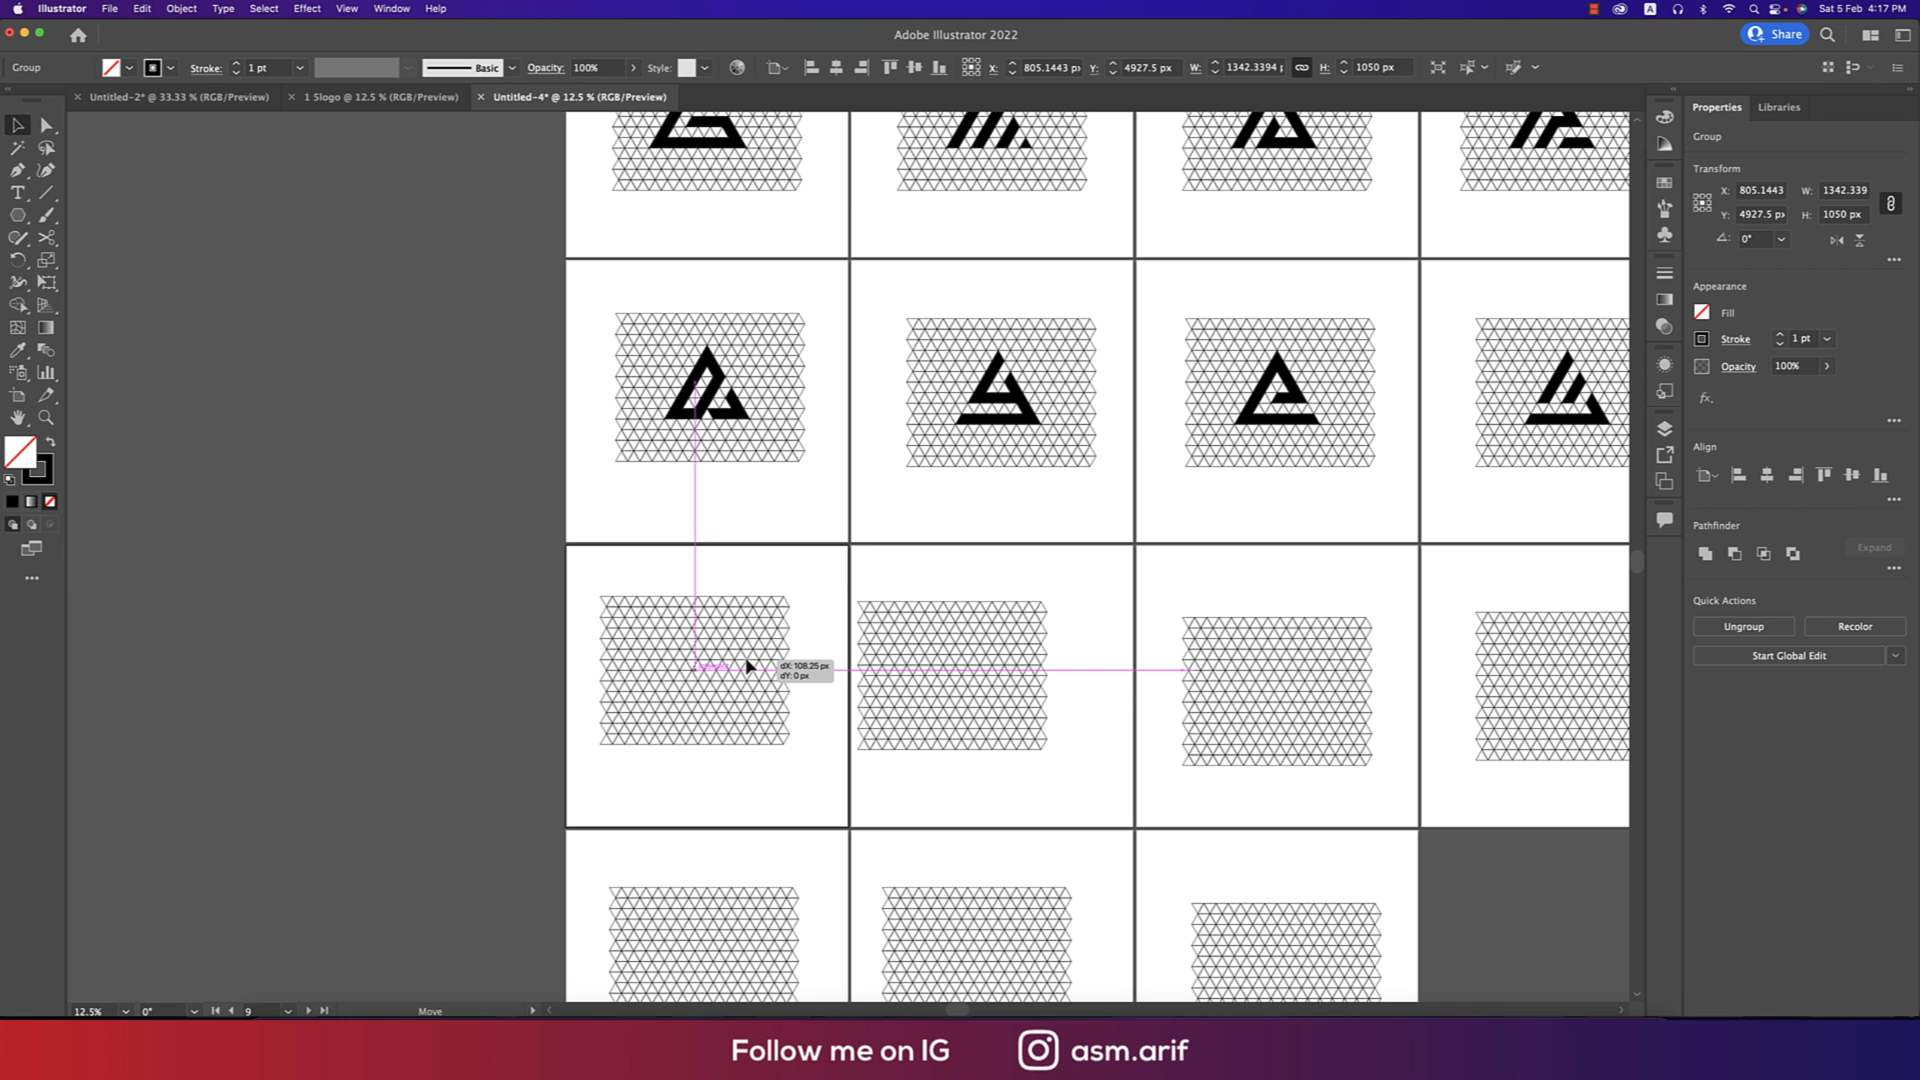 Illustrator File Edit Object Type Select Effect View Window Help A Sat 5 Feb 4:17 PM
Adobe Illustrator 2022 Share
Group Stroke: 1 pt Basic Opacity: 100% Style: X: 805.1443 px Y: 4927.5 px W: 1342.3394 H: 1050 px
Untitled-2* @ 33.33 % (RGB/Preview) 1 5logo @ 12.5 % (RGB/Preview) Untitled-4* @ 12.5 % (RGB/Preview)
Properties Libraries
Group
Transform
X: 805.1443 W: 1342.339
Y: 4927.5 px H: 1050 px
0°
Appearance
Fill
Stroke 1 pt
Opacity 100%
fx.
Align
Pathfinder
Expand
Quick Actions
Ungroup Recolor
Start Global Edit
dX: 108.25 px
dY: 0 px
12.5% 0° 9 Move
Follow me on IG asm.arif